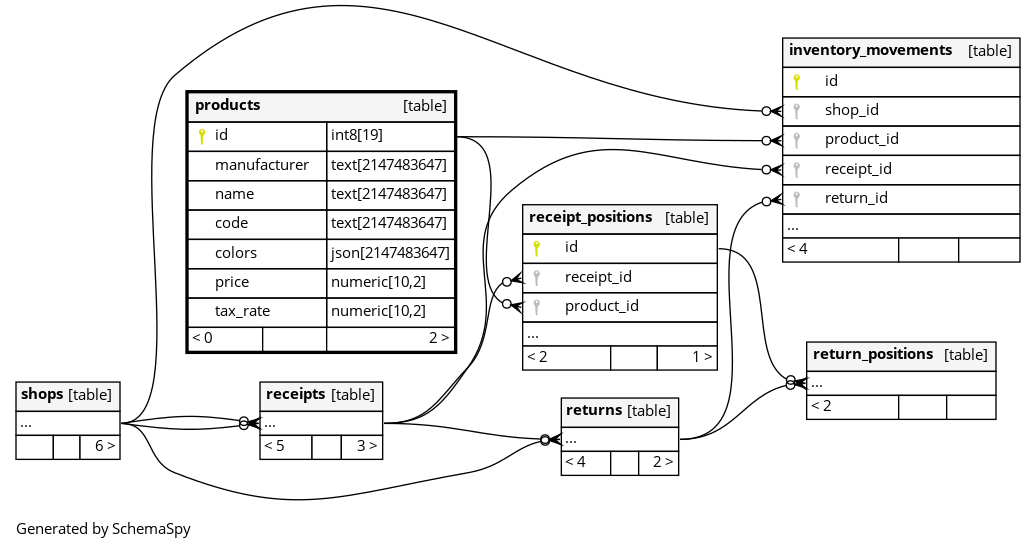 products [table]
id int8[19]
manufacturer text[2147483647]
name text[2147483647]
code text[2147483647]
colors json[2147483647]
price numeric[10,2]
tax_rate numeric[10,2]
< 0 2 >
inventory_movements [table]
id
shop_id
product_id
receipt_id
return_id
...
< 4
receipt_positions [table]
id
receipt_id
product_id
...
< 2 1 >
return_positions [table]
...
< 2
shops [table]
...
6 >
receipts [table]
...
< 5 3 >
returns [table]
...
< 4 2 >
Generated by SchemaSpy